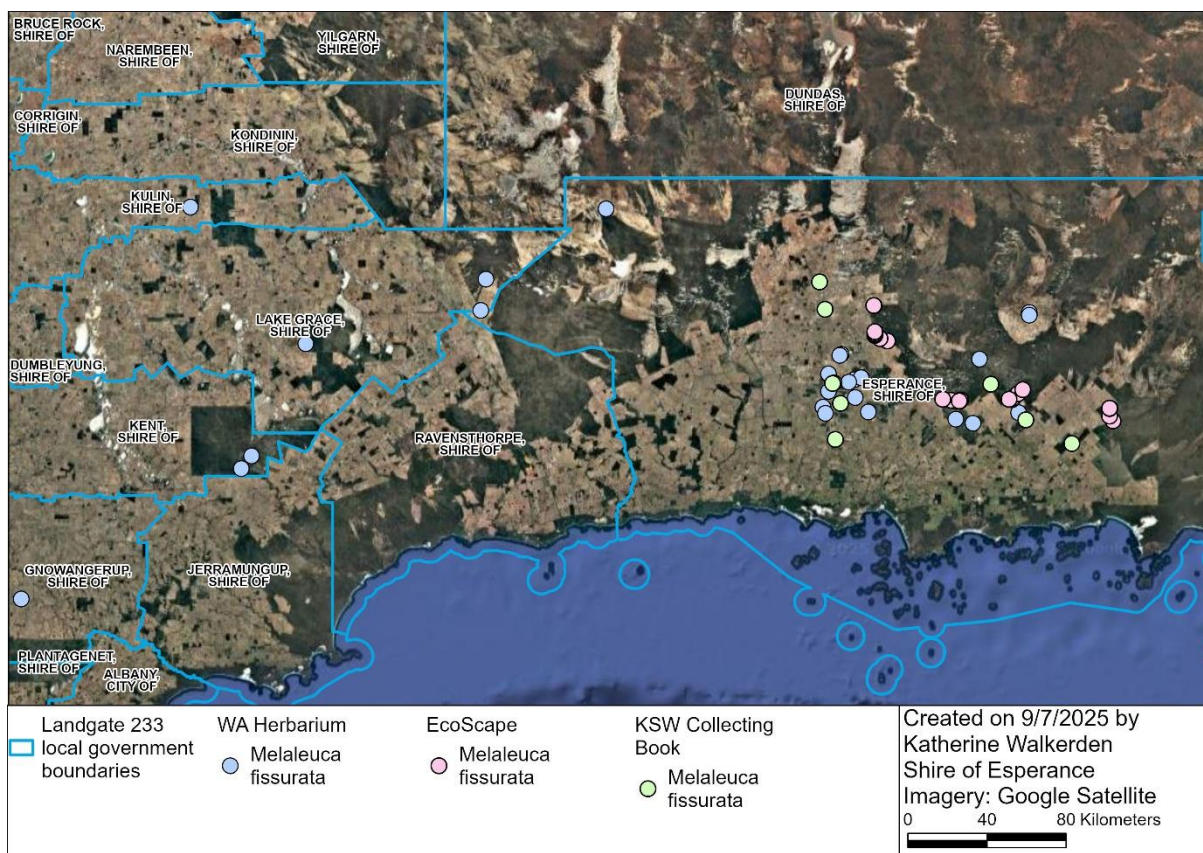 BRUCE ROCK,
SHIRE OF
NAREMBEEN,
SHIRE OF
YILGARN,
SHIRE OF
DUNDAS,
SHIRE OF
CORRIGIN,
SHIRE OF
KONDININ,
SHIRE OF
KULIN,
SHIRE OF
LAKE GRACE,
SHIRE OF
DUMBLEYUNG,
SHIRE OF
ESPERANCE,
SHIRE OF
KENT,
SHIRE OF
RAVENSTHORPE,
SHIRE OF
GNOWANGERUP,
SHIRE OF
JERRAMUNGUP,
SHIRE OF
PLANTAGENET,
SHIRE OF
ALBANY,
CITY OF
Landgate 233
local government
boundaries
WA Herbarium
Melaleuca
fissurata
EcoScape
Melaleuca
fissurata
KSW Collecting
Book
Melaleuca
fissurata
Created on 9/7/2025 by
Katherine Walkerden
Shire of Esperance
Imagery: Google Satellite
0 40 80 Kilometers